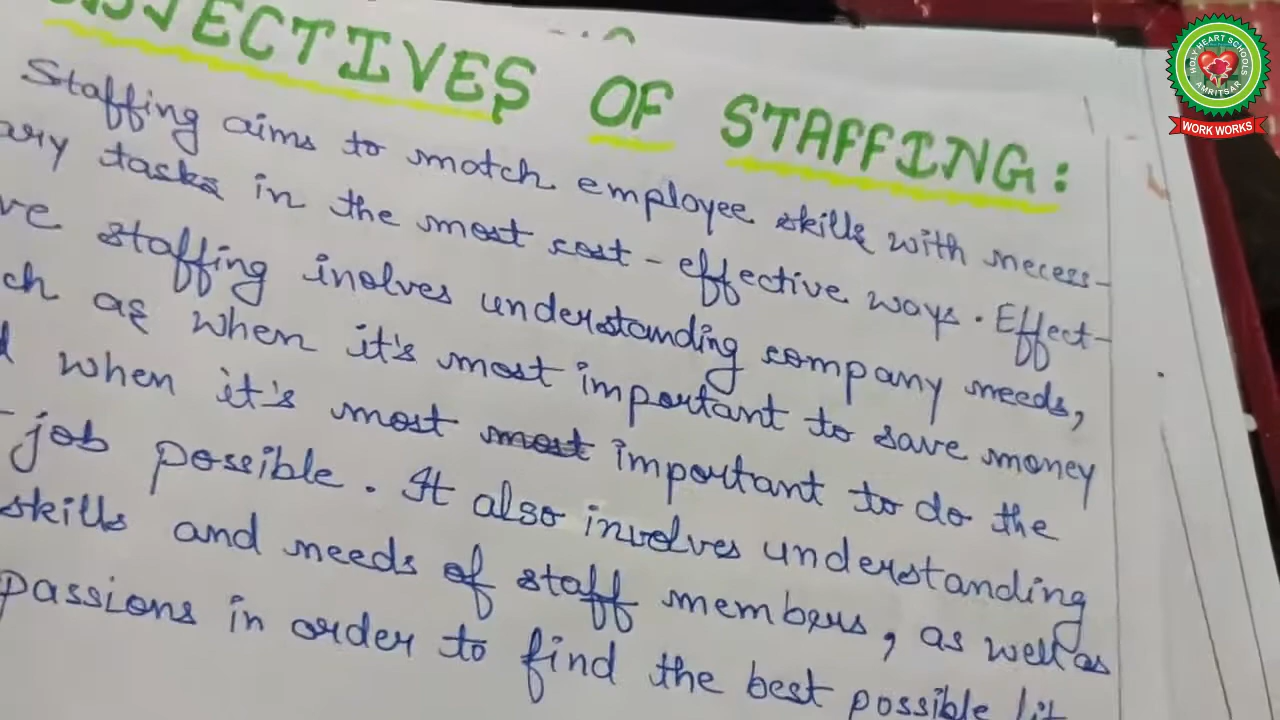 OBJECTIVES OF STAFFING:
Staffing aims to match employee skills with necess-
ary tasks in the most cost-effective ways. Effect-
ve staffing inolves understanding company needs,
ch as when it's most important to save money
when it's most most important to do the
job possible. It also involves understanding
skills and needs of staff members, as well as
passions in order to find the best possible
HOLY HEART SCHOOLS
AMRITSAR
WORK WORKS